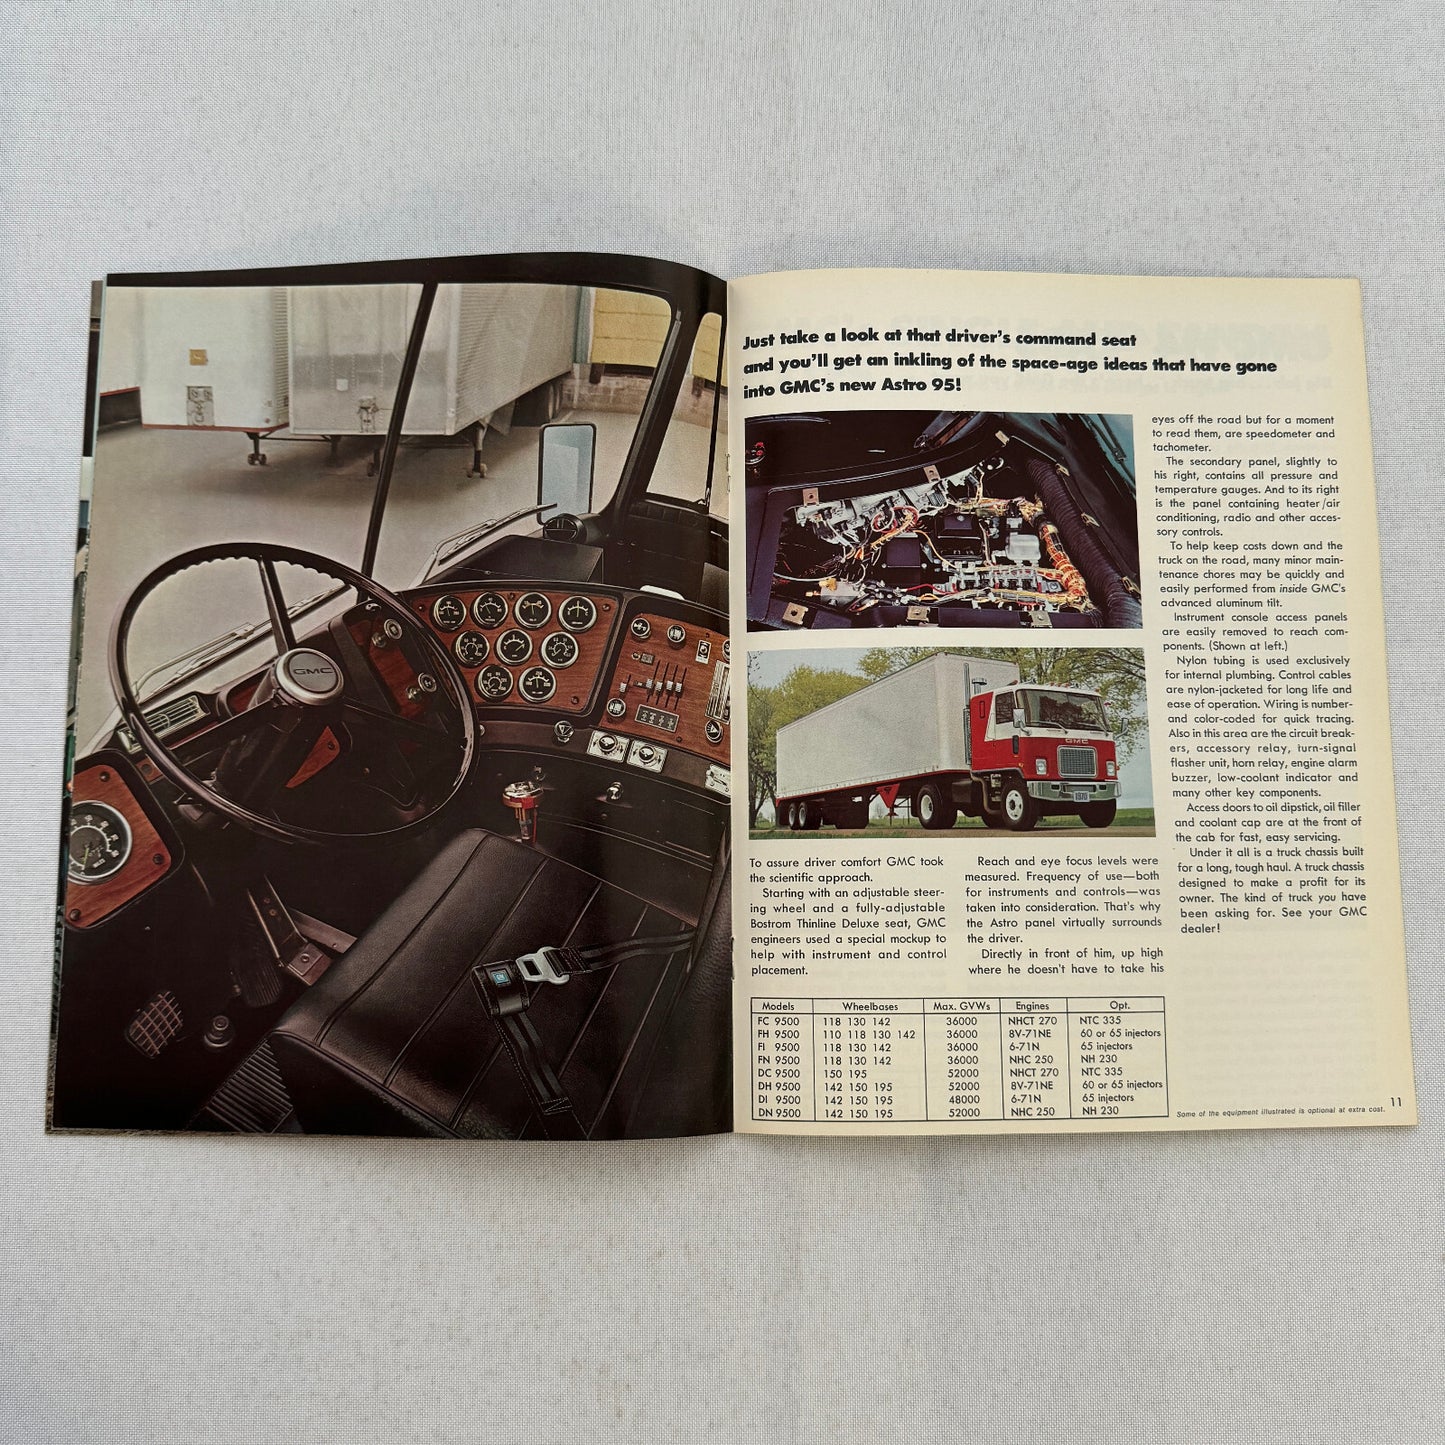 GMC
Just take a look at that driver's command seat
and you'll get an inkling of the space-age ideas that have gone
into GMC's new Astro 95!
GMC
1970
To assure driver comfort GMC took
the scientific approach.
Starting with an adjustable steer-
ing wheel and a fully-adjustable
Bostrom Thinline Deluxe seat, GMC
engineers used a special mockup to
help with instrument and control
placement.
Reach and eye focus levels were
measured. Frequency of use—both
for instruments and controls—was
taken into consideration. That's why
the Astro panel virtually surrounds
the driver.
Directly in front of him, up high
where he doesn't have to take his
eyes off the road but for a moment
to read them, are speedometer and
tachometer.
The secondary panel, slightly to
his right, contains all pressure and
temperature gauges. And to its right
is the panel containing heater/air
conditioning, radio and other acces-
sory controls.
To help keep costs down and the
truck on the road, many minor main-
tenance chores may be quickly and
easily performed from inside GMC's
advanced aluminum tilt.
Instrument console access panels
are easily removed to reach com-
ponents. (Shown at left.)
Nylon tubing is used exclusively
for internal plumbing. Control cables
are nylon-jacketed for long life and
ease of operation. Wiring is number-
and color-coded for quick tracing.
Also in this area are the circuit break-
ers, accessory relay, turn-signal
flasher unit, horn relay, engine alarm
buzzer, low-coolant indicator and
many other key components.
Access doors to oil dipstick, oil filler
and coolant cap are at the front of
the cab for fast, easy servicing.
Under it all is a truck chassis built
for a long, tough haul. A truck chassis
designed to make a profit for its
owner. The kind of truck you have
been asking for. See your GMC
dealer!
Models Wheelbases Max. GVWs Engines Opt.
FC 9500 118 130 142 36000 NHCT 270 NTC 335
FH 9500 110 118 130 142 36000 8V-71NE 60 or 65 injectors
FI 9500 118 130 142 36000 6-71N 65 injectors
FN 9500 118 130 142 36000 NHC 250 NH 230
DC 9500 150 195 52000 NHCT 270 NTC 335
DH 9500 142 150 195 52000 8V-71NE 60 or 65 injectors
DI 9500 142 150 195 48000 6-71N 65 injectors
DN 9500 142 150 195 52000 NHC 250 NH 230
Some of the equipment illustrated is optional at extra cost.
11